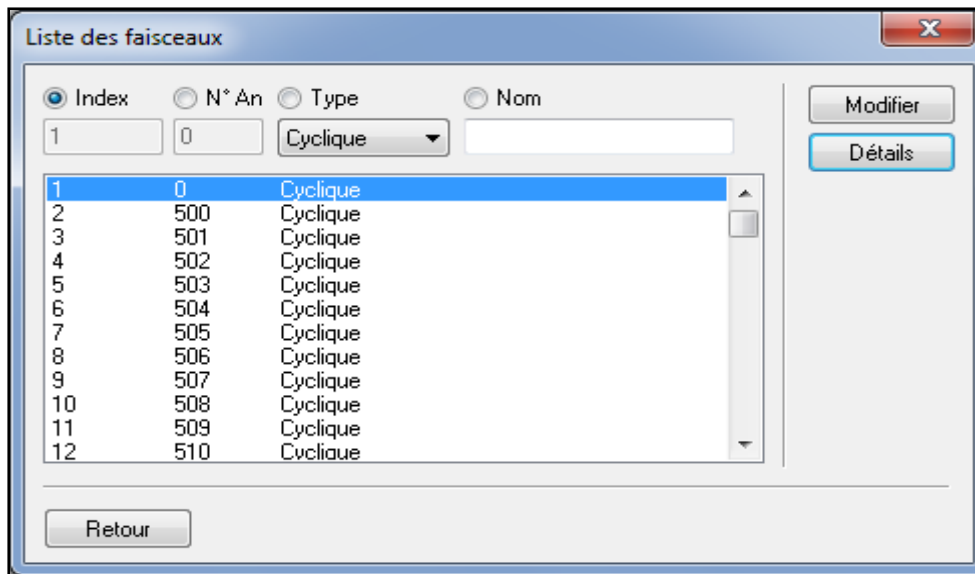 Liste des faisceaux
Index N° An Type Nom
1 0 Cyclique
Modifier
Détails
1 0 Cyclique
2 500 Cyclique
3 501 Cyclique
4 502 Cyclique
5 503 Cyclique
6 504 Cyclique
7 505 Cyclique
8 506 Cyclique
9 507 Cyclique
10 508 Cyclique
11 509 Cyclique
12 510 Cyclique
Retour